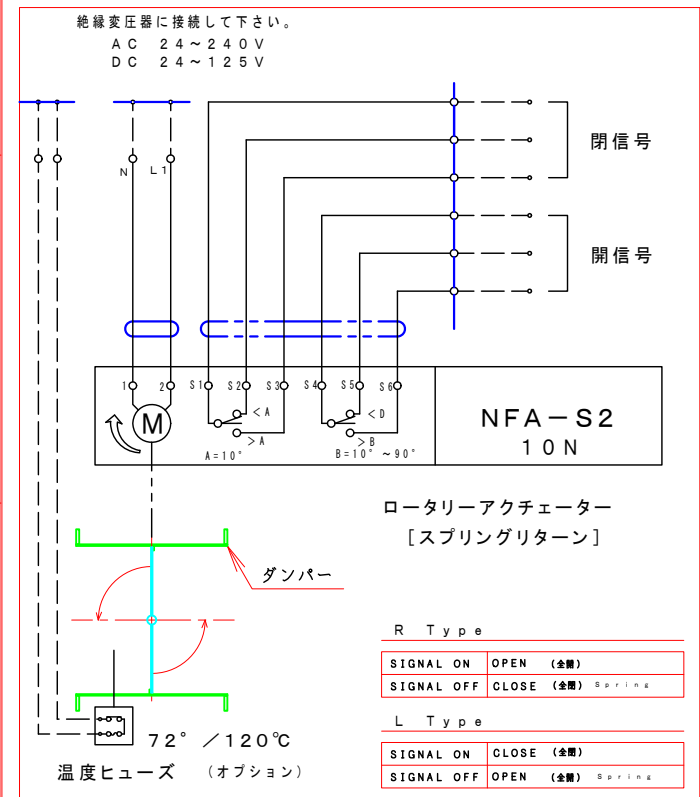 絶縁変圧器に接続して下さい。
AC 24~240V
DC 24~125V
閉信号
開信号
N L1
1 2 S1 S2 S3 S4 S5 S6
M
<A
>A
A=10°
<D
>B
B=10° ~90°
NFA-S2
10N
ロータリーアクチェーター
[スプリングリターン]
ダンパー
R Type
SIGNAL ON OPEN (全開)
SIGNAL OFF CLOSE (全閉) Spring
L Type
SIGNAL ON CLOSE (全閉)
SIGNAL OFF OPEN (全開) Spring
72° /120℃
温度ヒューズ (オプション)